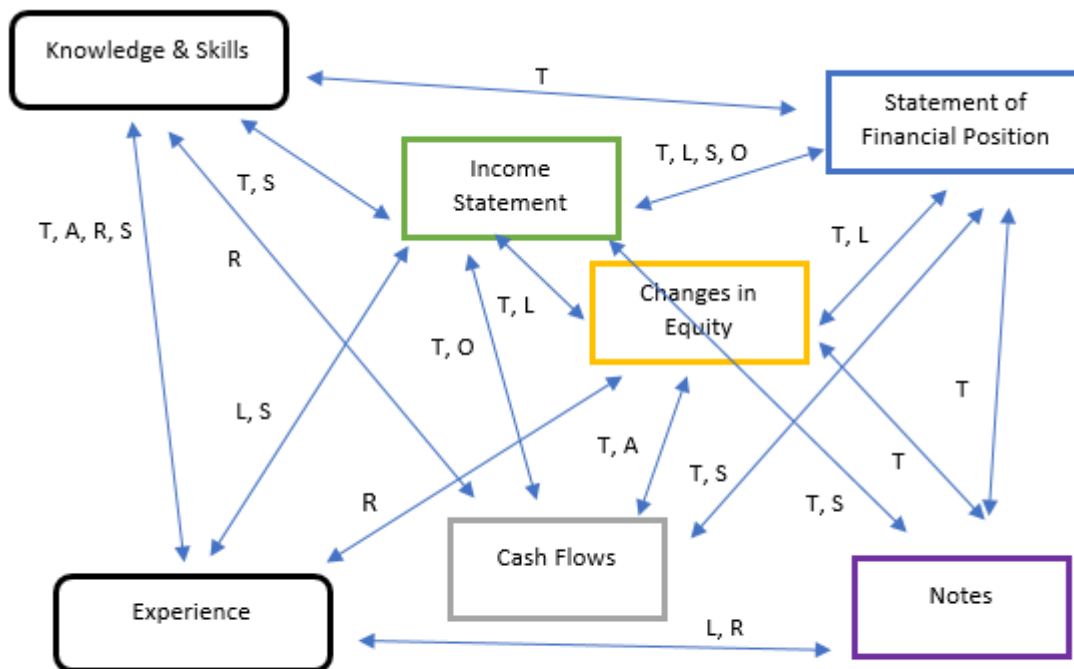 Knowledge & Skills
T
Statement of
Financial Position
T, L, S, O
Income
Statement
T, S
T, A, R, S
R
T, L
Changes in
Equity
T, L
T, O
T
L, S
T, A
T
T, S
R
T, S
Cash Flows
Notes
Experience
L, R